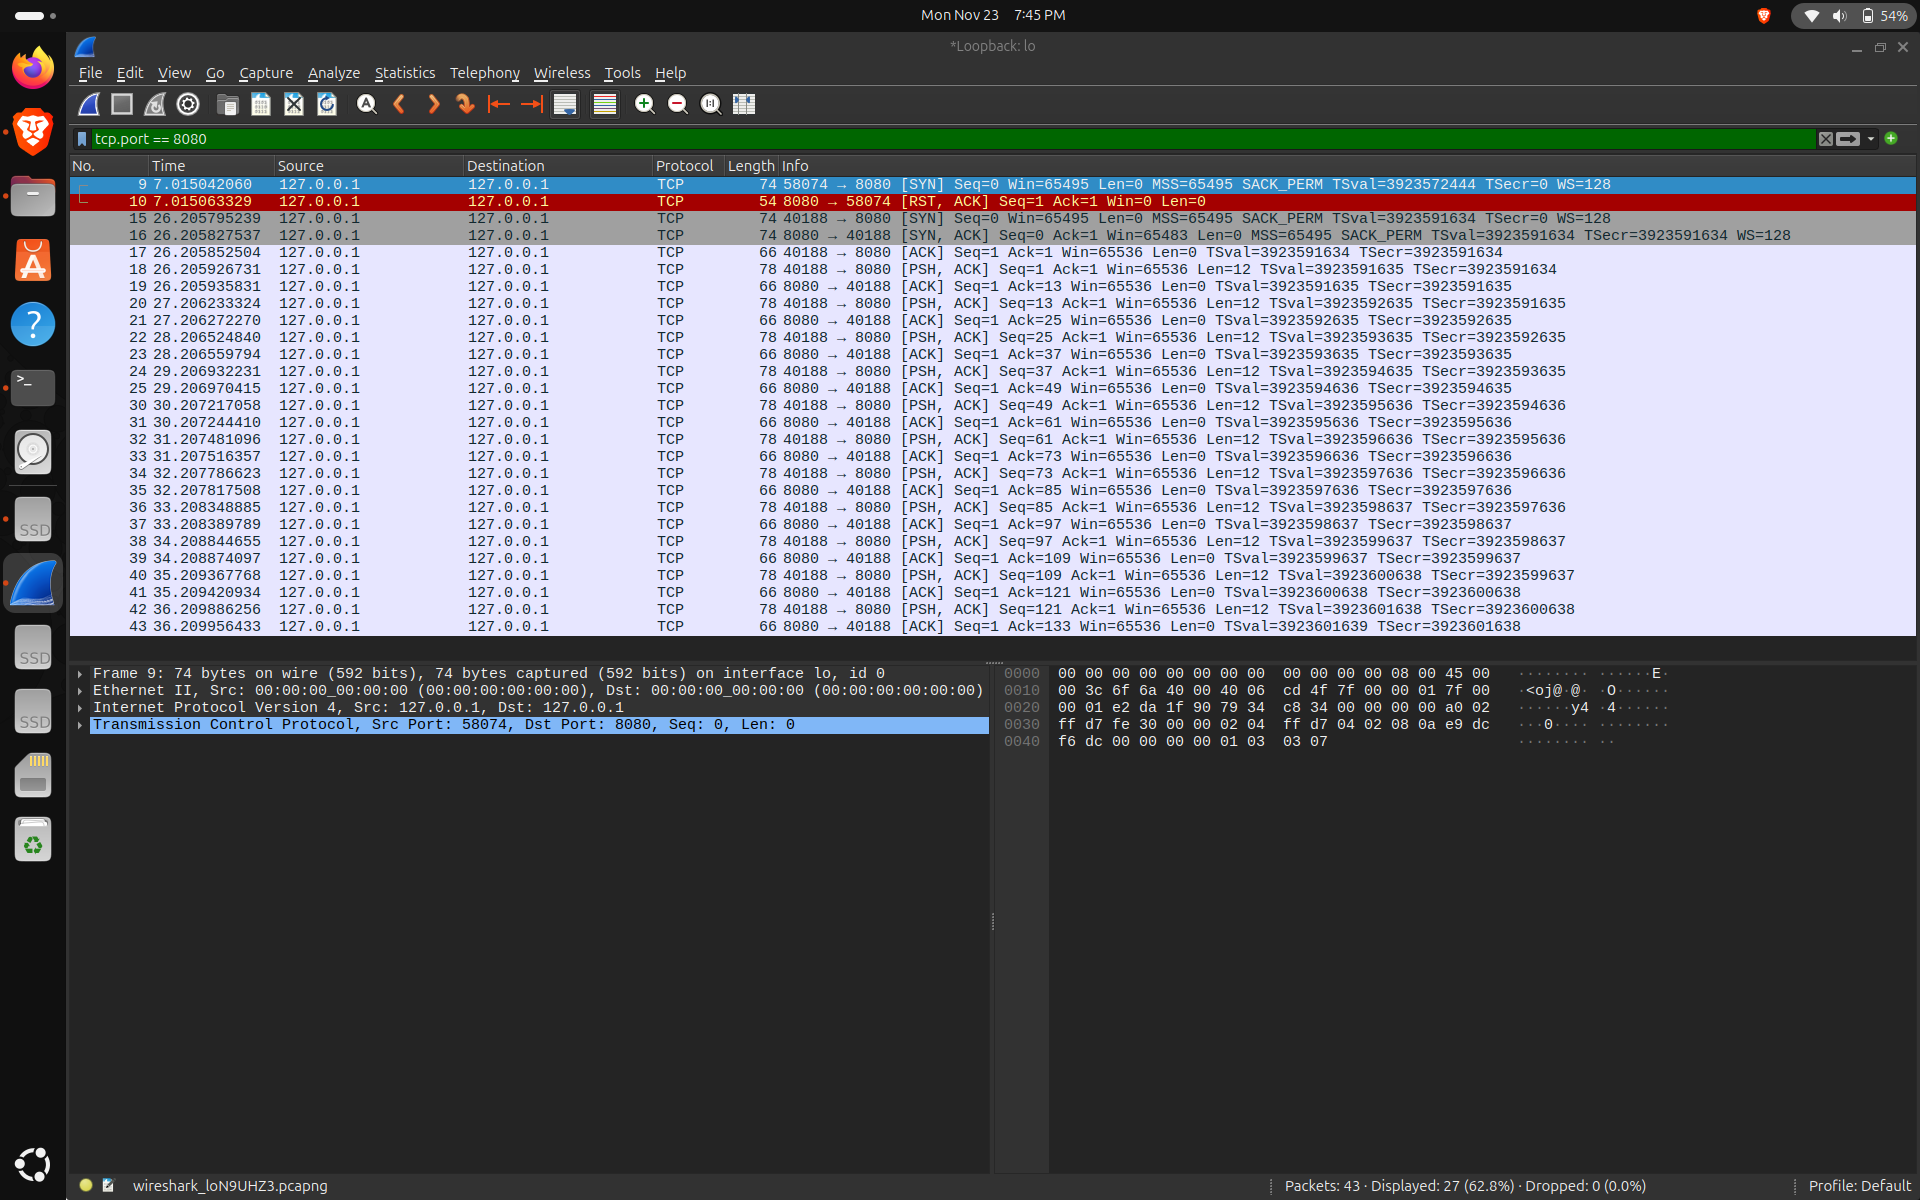 Mon Nov 23 7:45 PM
54%
*Loopback: lo
File Edit View Go Capture Analyze Statistics Telephony Wireless Tools Help
tcp.port == 8080
No. Time Source Destination Protocol Length Info
9 7.015042060 127.0.0.1 127.0.0.1 TCP 74 58074 → 8080 [SYN] Seq=0 Win=65495 Len=0 MSS=65495 SACK_PERM TSval=3923572444 TSecr=0 WS=128
10 7.015063329 127.0.0.1 127.0.0.1 TCP 54 8080 → 58074 [RST, ACK] Seq=1 Ack=1 Win=0 Len=0
15 26.205795239 127.0.0.1 127.0.0.1 TCP 74 40188 → 8080 [SYN] Seq=0 Win=65495 Len=0 MSS=65495 SACK_PERM TSval=3923591634 TSecr=0 WS=128
16 26.205827537 127.0.0.1 127.0.0.1 TCP 74 8080 → 40188 [SYN, ACK] Seq=0 Ack=1 Win=65483 Len=0 MSS=65495 SACK_PERM TSval=3923591634 TSecr=3923591634 WS=128
17 26.205852504 127.0.0.1 127.0.0.1 TCP 66 40188 → 8080 [ACK] Seq=1 Ack=1 Win=65536 Len=0 TSval=3923591634 TSecr=3923591634
18 26.205926731 127.0.0.1 127.0.0.1 TCP 78 40188 → 8080 [PSH, ACK] Seq=1 Ack=1 Win=65536 Len=12 TSval=3923591635 TSecr=3923591634
19 26.205935831 127.0.0.1 127.0.0.1 TCP 66 8080 → 40188 [ACK] Seq=1 Ack=13 Win=65536 Len=0 TSval=3923591635 TSecr=3923591635
20 27.206233324 127.0.0.1 127.0.0.1 TCP 78 40188 → 8080 [PSH, ACK] Seq=13 Ack=1 Win=65536 Len=12 TSval=3923592635 TSecr=3923591635
21 27.206272270 127.0.0.1 127.0.0.1 TCP 66 8080 → 40188 [ACK] Seq=1 Ack=25 Win=65536 Len=0 TSval=3923592635 TSecr=3923592635
22 28.206524840 127.0.0.1 127.0.0.1 TCP 78 40188 → 8080 [PSH, ACK] Seq=25 Ack=1 Win=65536 Len=12 TSval=3923593635 TSecr=3923592635
23 28.206559794 127.0.0.1 127.0.0.1 TCP 66 8080 → 40188 [ACK] Seq=1 Ack=37 Win=65536 Len=0 TSval=3923593635 TSecr=3923593635
24 29.206932231 127.0.0.1 127.0.0.1 TCP 78 40188 → 8080 [PSH, ACK] Seq=37 Ack=1 Win=65536 Len=12 TSval=3923594635 TSecr=3923593635
25 29.206970415 127.0.0.1 127.0.0.1 TCP 66 8080 → 40188 [ACK] Seq=1 Ack=49 Win=65536 Len=0 TSval=3923594636 TSecr=3923594635
30 30.207217058 127.0.0.1 127.0.0.1 TCP 78 40188 → 8080 [PSH, ACK] Seq=49 Ack=1 Win=65536 Len=12 TSval=3923595636 TSecr=3923594636
31 30.207244410 127.0.0.1 127.0.0.1 TCP 66 8080 → 40188 [ACK] Seq=1 Ack=61 Win=65536 Len=0 TSval=3923595636 TSecr=3923595636
32 31.207481096 127.0.0.1 127.0.0.1 TCP 78 40188 → 8080 [PSH, ACK] Seq=61 Ack=1 Win=65536 Len=12 TSval=3923596636 TSecr=3923595636
33 31.207516357 127.0.0.1 127.0.0.1 TCP 66 8080 → 40188 [ACK] Seq=1 Ack=73 Win=65536 Len=0 TSval=3923596636 TSecr=3923596636
34 32.207786623 127.0.0.1 127.0.0.1 TCP 78 40188 → 8080 [PSH, ACK] Seq=73 Ack=1 Win=65536 Len=12 TSval=3923597636 TSecr=3923596636
35 32.207817508 127.0.0.1 127.0.0.1 TCP 66 8080 → 40188 [ACK] Seq=1 Ack=85 Win=65536 Len=0 TSval=3923597636 TSecr=3923597636
36 33.208348885 127.0.0.1 127.0.0.1 TCP 78 40188 → 8080 [PSH, ACK] Seq=85 Ack=1 Win=65536 Len=12 TSval=3923598637 TSecr=3923597636
37 33.208389789 127.0.0.1 127.0.0.1 TCP 66 8080 → 40188 [ACK] Seq=1 Ack=97 Win=65536 Len=0 TSval=3923598637 TSecr=3923598637
38 34.208844655 127.0.0.1 127.0.0.1 TCP 78 40188 → 8080 [PSH, ACK] Seq=97 Ack=1 Win=65536 Len=12 TSval=3923599637 TSecr=3923598637
39 34.208874097 127.0.0.1 127.0.0.1 TCP 66 8080 → 40188 [ACK] Seq=1 Ack=109 Win=65536 Len=0 TSval=3923599637 TSecr=3923599637
40 35.209367768 127.0.0.1 127.0.0.1 TCP 78 40188 → 8080 [PSH, ACK] Seq=109 Ack=1 Win=65536 Len=12 TSval=3923600638 TSecr=3923599637
41 35.209420934 127.0.0.1 127.0.0.1 TCP 66 8080 → 40188 [ACK] Seq=1 Ack=121 Win=65536 Len=0 TSval=3923600638 TSecr=3923600638
42 36.209886256 127.0.0.1 127.0.0.1 TCP 78 40188 → 8080 [PSH, ACK] Seq=121 Ack=1 Win=65536 Len=12 TSval=3923601638 TSecr=3923600638
43 36.209956433 127.0.0.1 127.0.0.1 TCP 66 8080 → 40188 [ACK] Seq=1 Ack=133 Win=65536 Len=0 TSval=3923601639 TSecr=3923601638
Frame 9: 74 bytes on wire (592 bits), 74 bytes captured (592 bits) on interface lo, id 0
Ethernet II, Src: 00:00:00_00:00:00 (00:00:00:00:00:00), Dst: 00:00:00_00:00:00 (00:00:00:00:00:00)
Internet Protocol Version 4, Src: 127.0.0.1, Dst: 127.0.0.1
Transmission Control Protocol, Src Port: 58074, Dst Port: 8080, Seq: 0, Len: 0
0000 00 00 00 00 00 00 00 00 00 00 00 00 08 00 45 00 ········ ······E·
0010 00 3c 6f 6a 40 00 40 06 cd 4f 7f 00 00 01 7f 00 ·<oj@·@· ·O······
0020 00 01 e2 da 1f 90 79 34 c8 34 00 00 00 00 a0 02 ······y4 ·4······
0030 ff d7 fe 30 00 00 02 04 ff d7 04 02 08 0a e9 dc ···0···· ········
0040 f6 dc 00 00 00 00 01 03 03 07 ········ ··
SSD
SSD
SSD
wireshark_loN9UHZ3.pcapng
Packets: 43 · Displayed: 27 (62.8%) · Dropped: 0 (0.0%)
Profile: Default